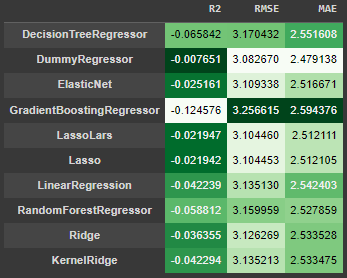 R2 RMSE MAE
DecisionTreeRegressor -0.065842 3.170432 2.551608
DummyRegressor -0.007651 3.082670 2.479138
ElasticNet -0.025161 3.109338 2.516671
GradientBoostingRegressor -0.124576 3.256615 2.594376
LassoLars -0.021947 3.104460 2.512111
Lasso -0.021942 3.104453 2.512105
LinearRegression -0.042239 3.135130 2.542403
RandomForestRegressor -0.058812 3.159959 2.527859
Ridge -0.036355 3.126269 2.533528
KernelRidge -0.042294 3.135213 2.533475